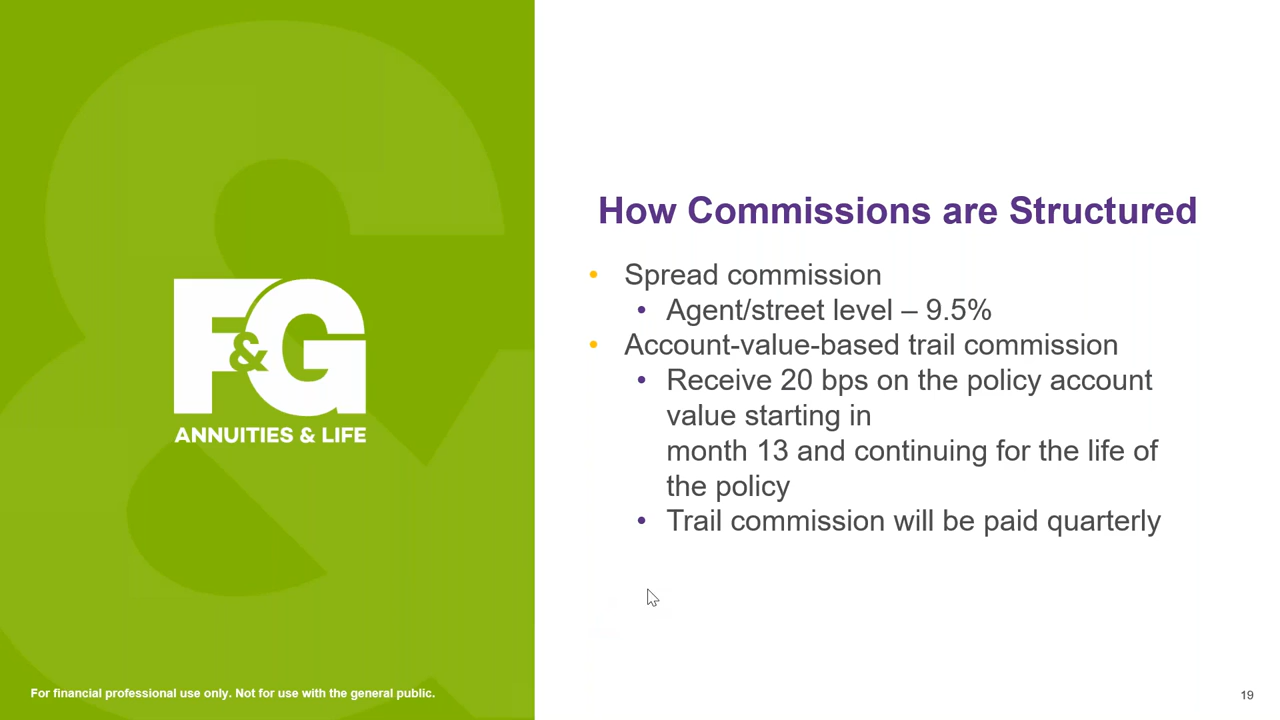 F&G
ANNUITIES & LIFE
How Commissions are Structured
• Spread commission
• Agent/street level – 9.5%
• Account-value-based trail commission
• Receive 20 bps on the policy account
value starting in
month 13 and continuing for the life of
the policy
• Trail commission will be paid quarterly
For financial professional use only. Not for use with the general public.
19